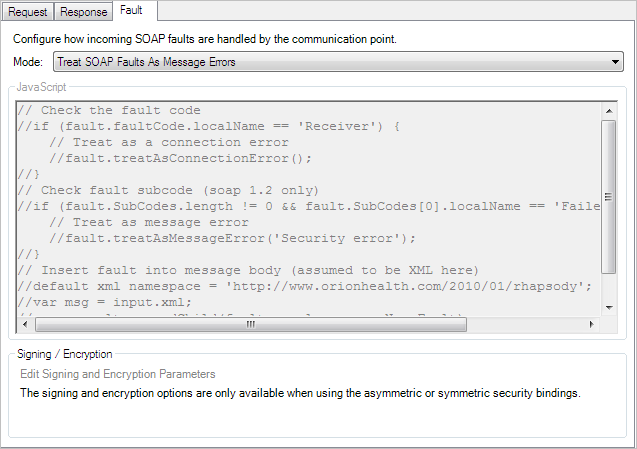 Request Response Fault
Configure how incoming SOAP faults are handled by the communication point.
Mode: Treat SOAP Faults As Message Errors
JavaScript
// Check the fault code
//if (fault.faultCode.localName == 'Receiver') {
// Treat as a connection error
//fault.treatAsConnectionError();
//}
// Check fault subcode (soap 1.2 only)
//if (fault.SubCodes.length != 0 && fault.SubCodes[0].localName == 'Faile
// Treat as message error
//fault.treatAsMessageError('Security error');
//}
// Insert fault into message body (assumed to be XML here)
//default xml namespace = 'http://www.orionhealth.com/2010/01/rhapsody';
//var msg = input.xml;
Signing / Encryption
Edit Signing and Encryption Parameters
The signing and encryption options are only available when using the asymmetric or symmetric security bindings.